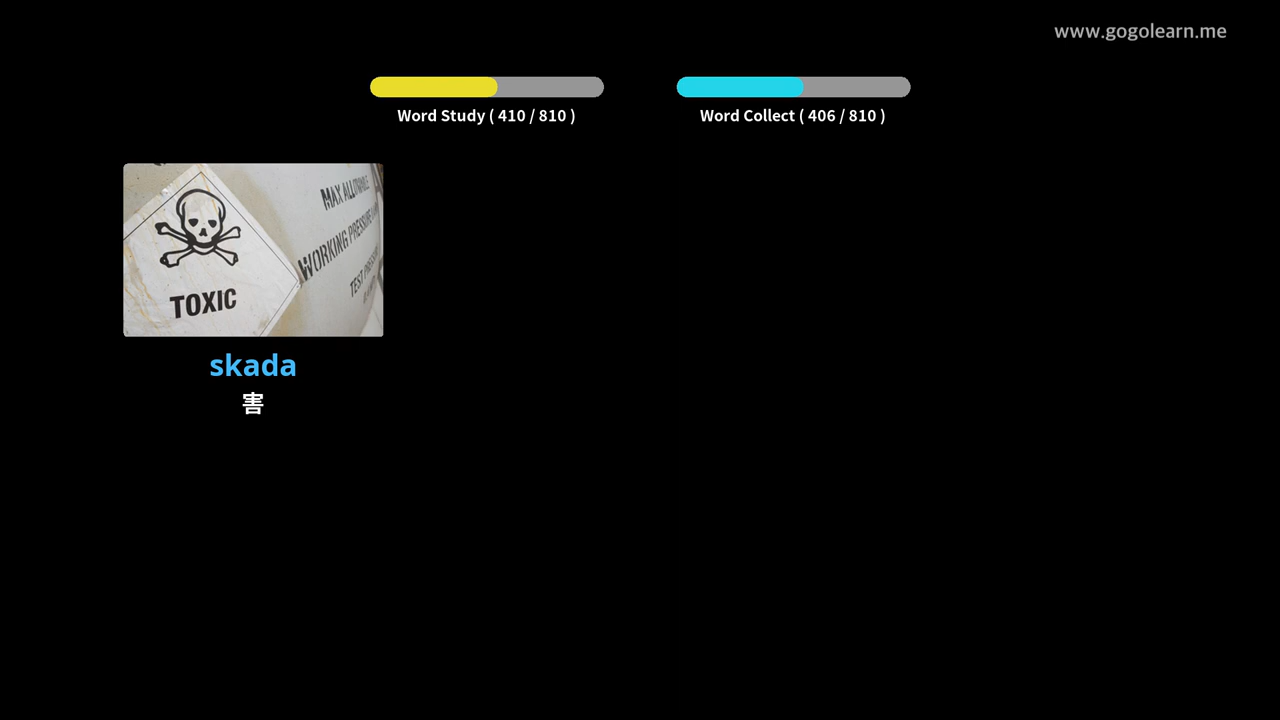 www.gogolearn.me
Word Study ( 410 / 810 )
Word Collect ( 406 / 810 )
TOXIC
MAX ALLOWABLE
WORKING PRESSURE
TEST PRESSURE
skada
害